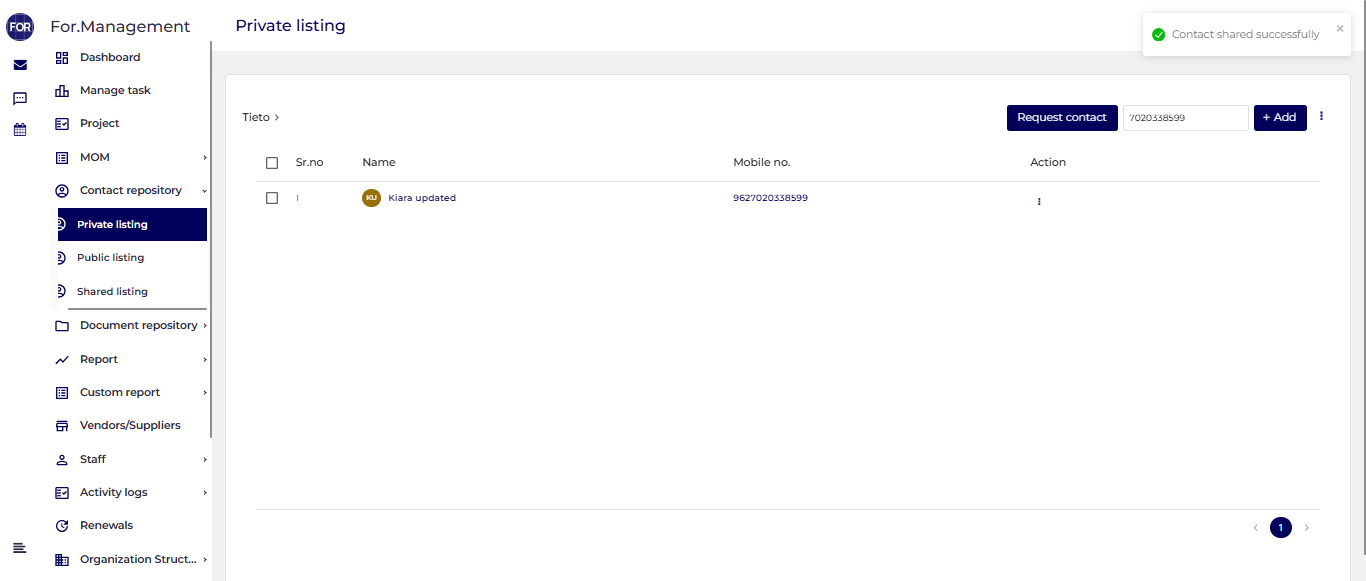 FOR
For.Management
Dashboard
Manage task
Project
MOM
Contact repository
Private listing
Public listing
Shared listing
Document repository
Report
Custom report
Vendors/Suppliers
Staff
Activity logs
Renewals
Organization Struct...
Private listing
Contact shared successfully
Tieto >
Request contact
7020338599
+ Add
Sr.no Name Mobile no. Action
1 KU Kiara updated 9627020338599
< 1 >